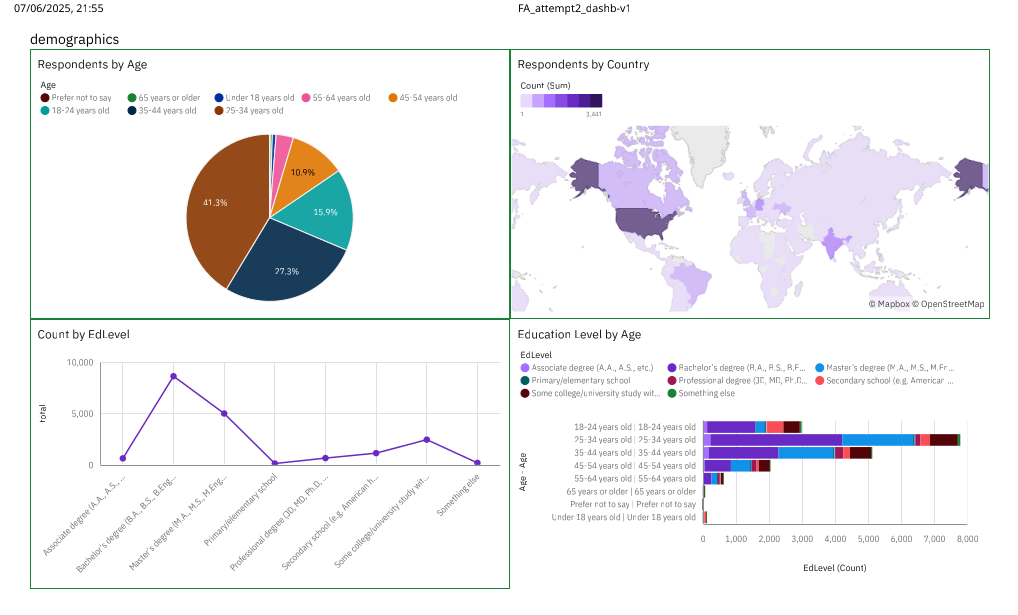 07/06/2025, 21:55
FA_attempt2_dashb-v1
demographics
Respondents by Age
Age
Prefer not to say
65 years or older
Under 18 years old
55-64 years old
45-54 years old
18-24 years old
35-44 years old
25-34 years old
10.9%
41.3%
15.9%
27.3%
Respondents by Country
Count (Sum)
1
3,441
© Mapbox © OpenStreetMap
Count by EdLevel
total
10,000
5,000
0
Associate degree (A.A., A.S., ...
Bachelor's degree (B.A., B.S., B.Eng...
Master's degree (M.A., M.S., M.Eng...
Primary/elementary school
Professional degree (JD, MD, Ph.D, ...
Secondary school (e.g. American h...
Some college/university study wit...
Something else
Education Level by Age
EdLevel
Associate degree (A.A., A.S., etc.)
Bachelor's degree (B.A., B.S., B.E...
Master's degree (M.A., M.S., M.Er...
Primary/elementary school
Professional degree (JD, MD, Ph.D...
Secondary school (e.g. American ...
Some college/university study wit...
Something else
Age - Age
18-24 years old | 18-24 years old
25-34 years old | 25-34 years old
35-44 years old | 35-44 years old
45-54 years old | 45-54 years old
55-64 years old | 55-64 years old
65 years or older | 65 years or older
Prefer not to say | Prefer not to say
Under 18 years old | Under 18 years old
0
1,000
2,000
3,000
4,000
5,000
6,000
7,000
8,000
EdLevel (Count)